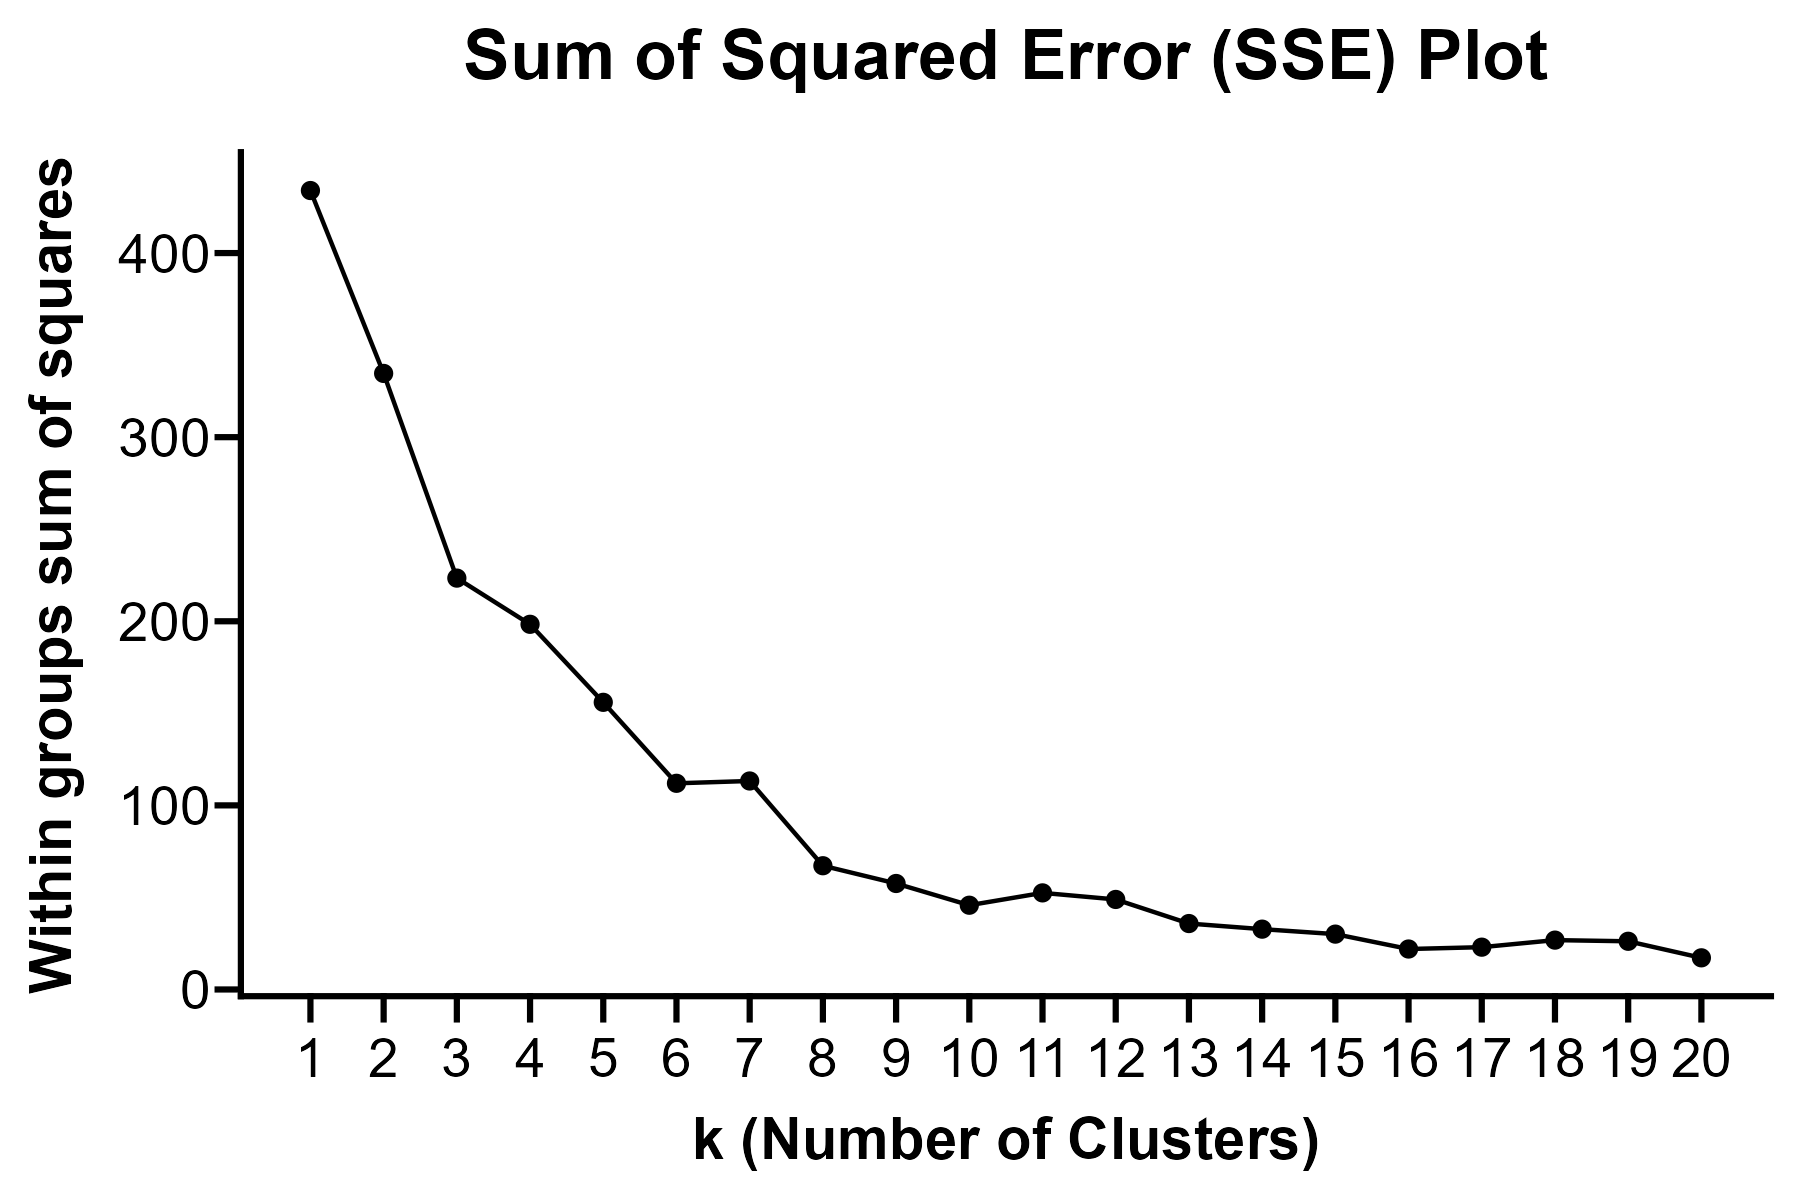 Sum of Squared Error (SSE) Plot
Within groups sum of squares
400
300
200
100
0
1 2 3 4 5 6 7 8 9 10 11 12 13 14 15 16 17 18 19 20
k (Number of Clusters)